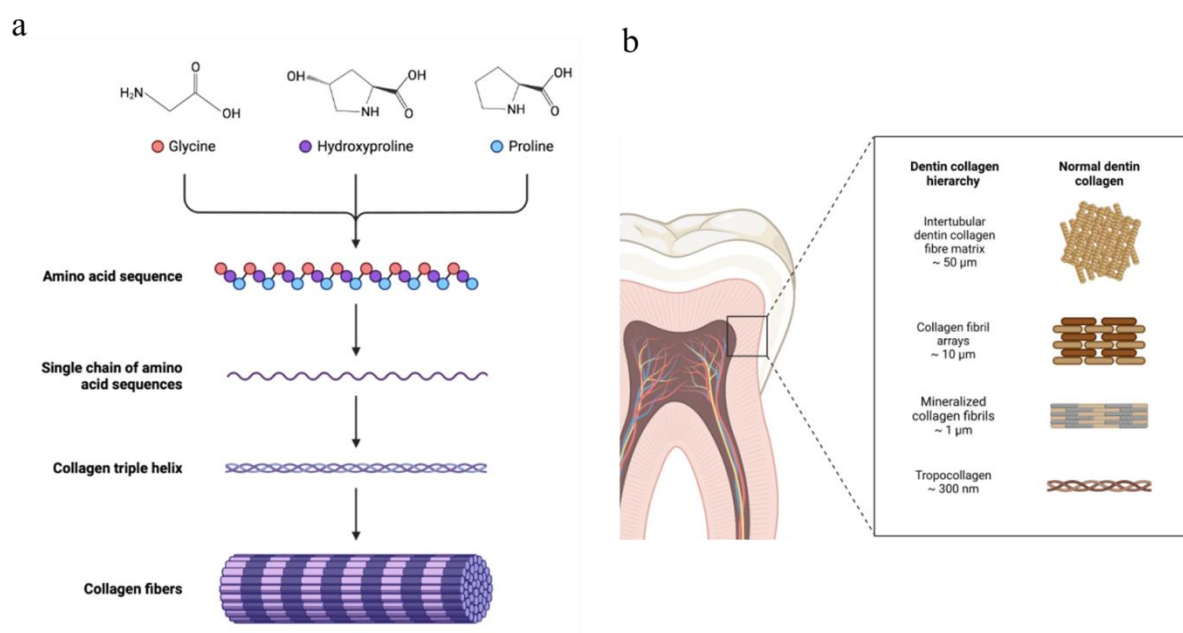 a
O
H₂N
OH
OH
OH
NH
O
OH
NH
O
Glycine
Hydroxyproline
Proline
Amino acid sequence
Single chain of amino
acid sequences
Collagen triple helix
Collagen fibers
b
Dentin collagen
hierarchy
Normal dentin
collagen
Intertubular
dentin collagen
fibre matrix
~ 50 μm
Collagen fibril
arrays
~ 10 μm
Mineralized
collagen fibrils
~ 1 μm
Tropocollagen
~ 300 nm